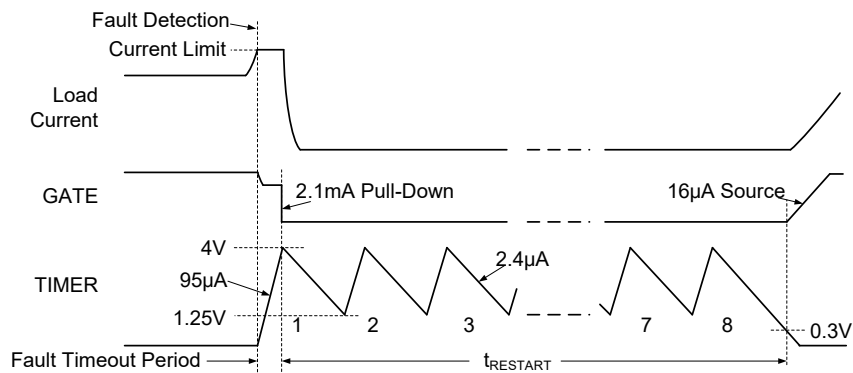 Fault Detection
Current Limit
Load
Current
GATE
2.1mA Pull-Down
16µA Source
4V
TIMER
95µA
2.4µA
1.25V
1
2
3
7
8
0.3V
Fault Timeout Period
tRESTART